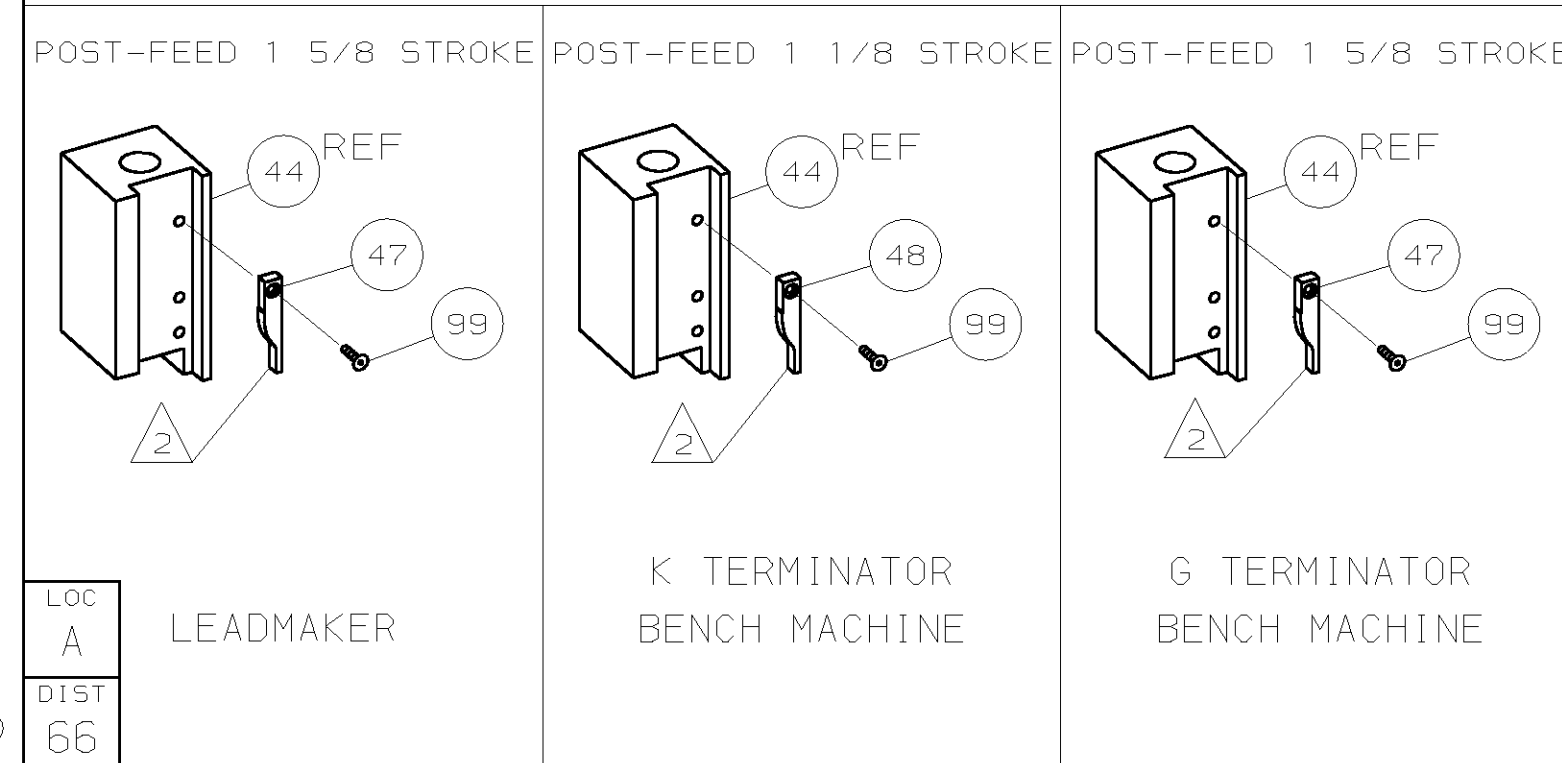 POST-FEED 1 5/8 STROKE
44 REF
47
99
2
LEADMAKER
POST-FEED 1 1/8 STROKE
44 REF
48
99
2
K TERMINATOR
BENCH MACHINE
POST-FEED 1 5/8 STROKE
44 REF
47
99
2
G TERMINATOR
BENCH MACHINE
LOC
A
DIST
66